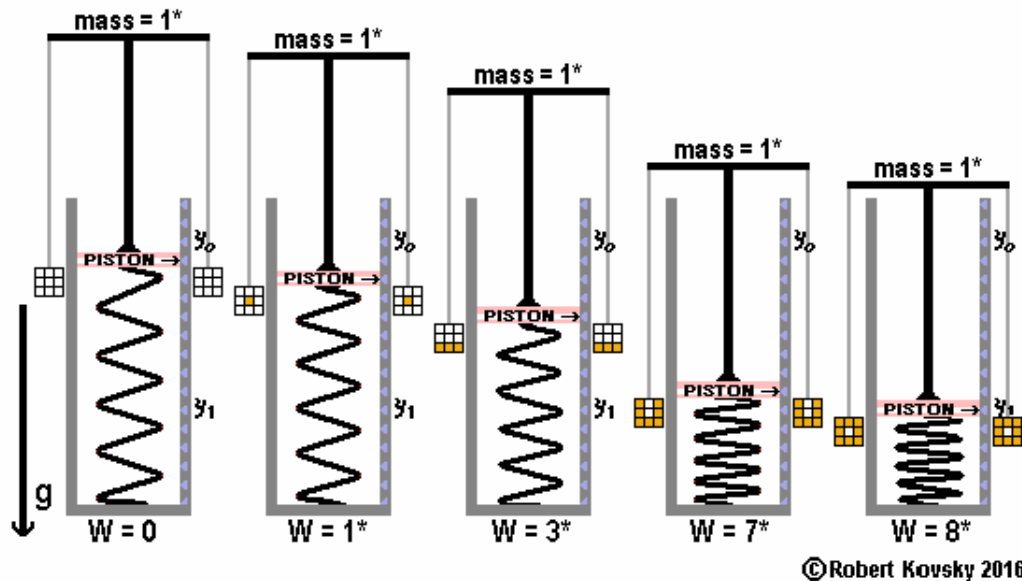 mass = 1*
mass = 1*
mass = 1*
mass = 1*
mass = 1*
y₀
y₀
y₀
y₀
y₀
PISTON →
PISTON →
PISTON →
PISTON →
PISTON →
y₁
y₁
y₁
y₁
y₁
g
W = 0
W = 1*
W = 3*
W = 7*
W = 8*
©Robert Kovsky 2016